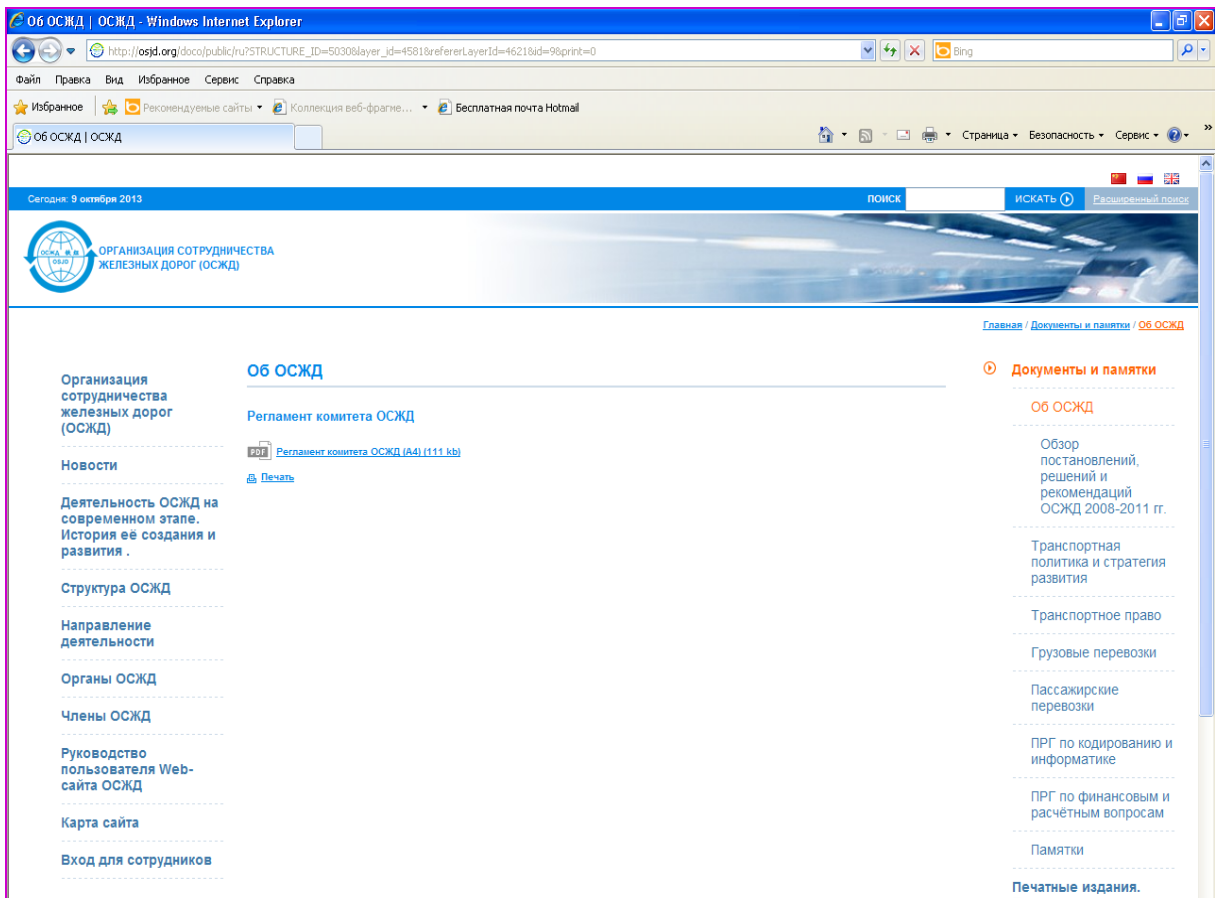 Об ОСЖД | ОСЖД - Windows Internet Explorer
http://osjd.org/doco/public/ru?STRUCTURE_ID=5030&layer_id=4581&refererLayerId=4621&id=9&print=0
Bing
Файл Правка Вид Избранное Сервис Справка
Избранное Рекомендуемые сайты Коллекция веб-фрагме... Бесплатная почта Hotmail
Об ОСЖД | ОСЖД
Страница Безопасность Сервис
Сегодня: 9 октября 2013
ПОИСК
ИСКАТЬ
Расширенный поиск
ОСЖД
OSJD
ОРГАНИЗАЦИЯ СОТРУДНИЧЕСТВА
ЖЕЛЕЗНЫХ ДОРОГ (ОСЖД)
Главная / Документы и памятки / Об ОСЖД
Организация
сотрудничества
железных дорог
(ОСЖД)
Новости
Деятельность ОСЖД на
современном этапе.
История её создания и
развития .
Структура ОСЖД
Направление
деятельности
Органы ОСЖД
Члены ОСЖД
Руководство
пользователя Web-
сайта ОСЖД
Карта сайта
Вход для сотрудников
Об ОСЖД
Регламент комитета ОСЖД
PDF Регламент комитета ОСЖД (A4) (111 kb)
Печать
Документы и памятки
Об ОСЖД
Обзор
постановлений,
решений и
рекомендаций
ОСЖД 2008-2011 гг.
Транспортная
политика и стратегия
развития
Транспортное право
Грузовые перевозки
Пассажирские
перевозки
ПРГ по кодированию и
информатике
ПРГ по финансовым и
расчётным вопросам
Памятки
Печатные издания.